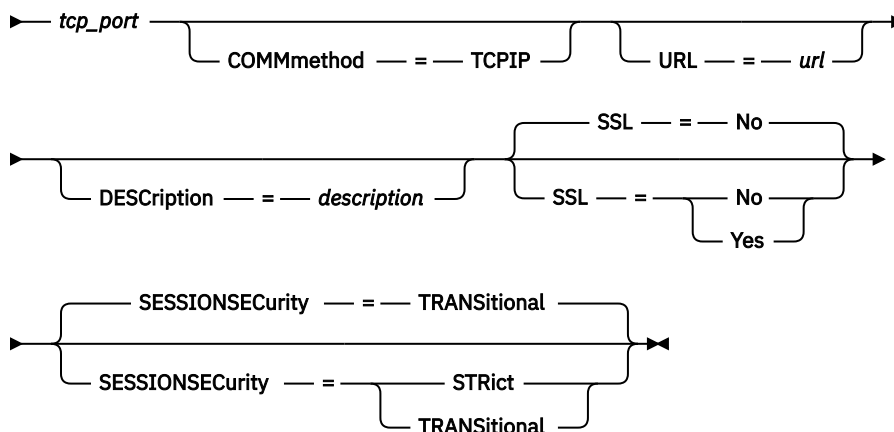 tcp_port
COMMmethod = TCPIP URL = url
SSL = No
DESCription = description SSL = No
Yes
SESSIONSECurity = TRANSitional
SESSIONSECurity = STRict
TRANSitional